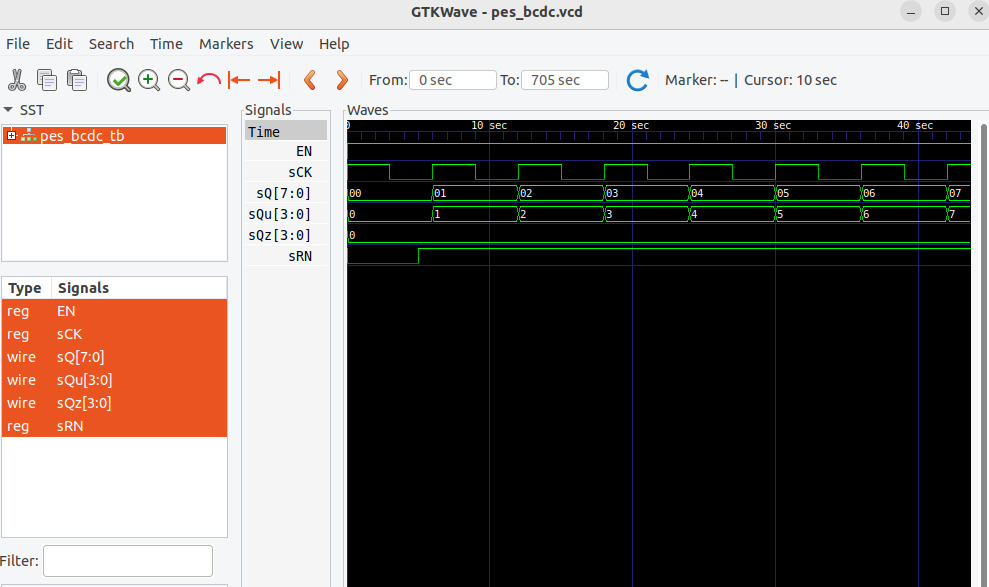 GTKWave - pes_bcdc.vcd
File Edit Search Time Markers View Help
From: 0 sec To: 705 sec Marker: -- | Cursor: 10 sec
SST
pes_bcdc_tb
Type Signals
reg EN
reg sCK
wire sQ[7:0]
wire sQu[3:0]
wire sQz[3:0]
reg sRN
Filter:
Signals
Time
EN
sCK
sQ[7:0]
sQu[3:0]
sQz[3:0]
sRN
Waves
0 10 sec 20 sec 30 sec 40 sec
00 01 02 03 04 05 06 07
0 1 2 3 4 5 6 7
0